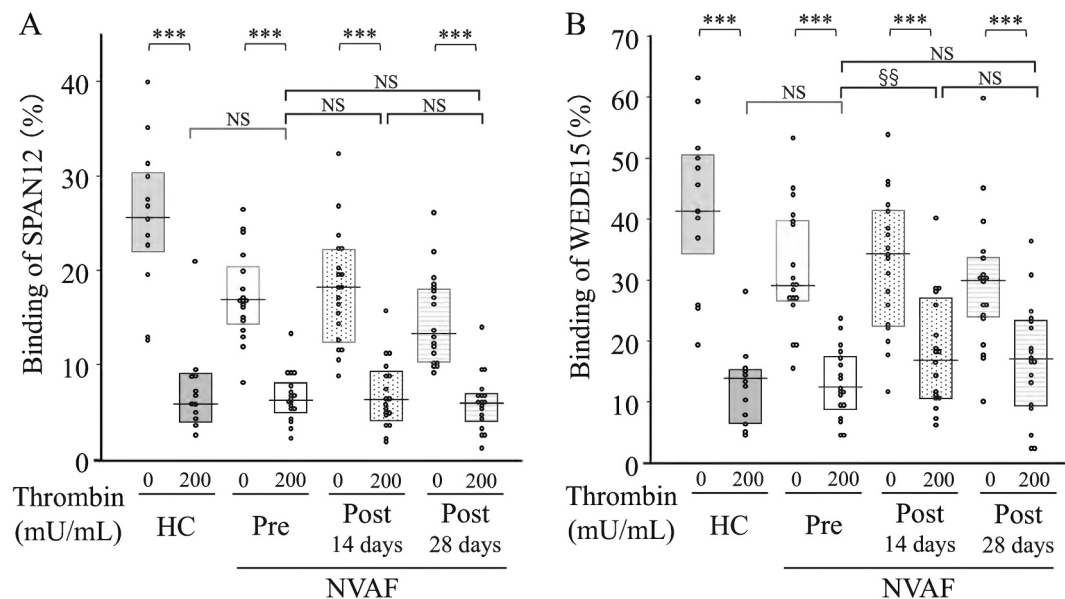 A
*** *** *** ***
NS
NS NS NS
Binding of SPAN12 (%)
40
30
20
10
0
0 200 0 200 0 200 0 200
Thrombin
(mU/mL)
HC Pre Post Post
14 days 28 days
NVAF
B
*** *** *** ***
NS
§§ NS
NS
Binding of WEDE15(%)
70
60
50
40
30
20
10
0
0 200 0 200 0 200 0 200
Thrombin
(mU/mL)
HC Pre Post Post
14 days 28 days
NVAF